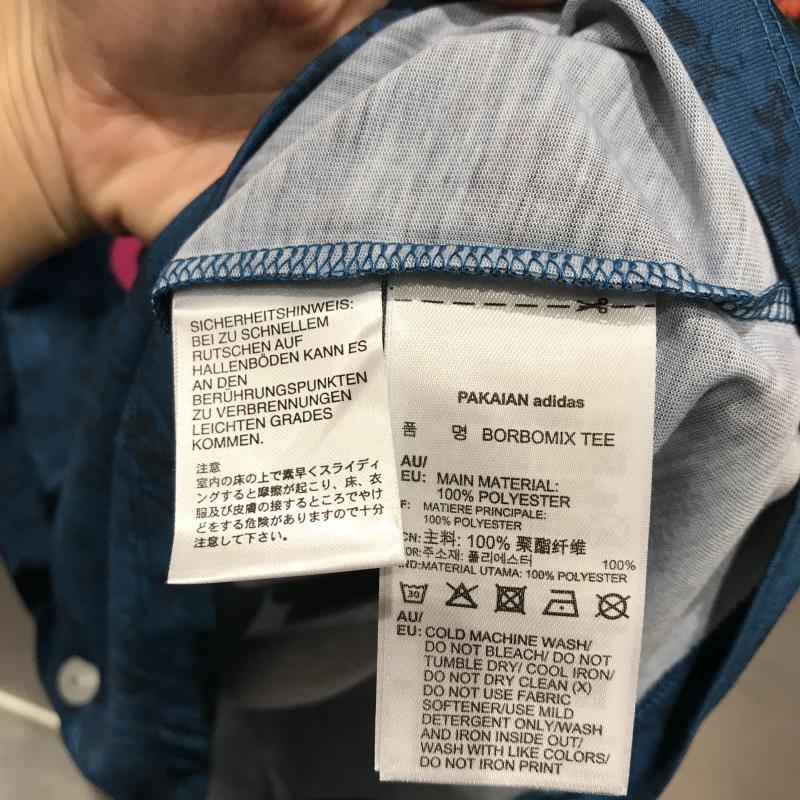 SICHERHEITSHINWEIS:
BEI ZU SCHNELLEM
RUTSCHEN AUF
HALLENBÖDEN KANN ES
AN DEN
BERÜHRUNGSPUNKTEN
ZU VERBRENNUNGEN
LEICHTEN GRADES
KOMMEN.
注意
室内の床の上で素早くスライディ
ングすると摩擦が起こり、床、衣
服及び皮膚の接するところでやけ
どをする危険がありますので十分
注意して下さい。
PAKAIAN adidas
품 명 BORBOMIX TEE
AU/
EU: MAIN MATERIAL:
100% POLYESTER
F: MATIERE PRINCIPALE:
100% POLYESTER
CN: 主料: 100% 聚酯纤维
KOR: 주소재: 폴리에스터 100%
IND: MATERIAL UTAMA: 100% POLYESTER
30
AU/
EU: COLD MACHINE WASH/
DO NOT BLEACH/ DO NOT
TUMBLE DRY/ COOL IRON/
DO NOT DRY CLEAN (X)
DO NOT USE FABRIC
SOFTENER/USE MILD
DETERGENT ONLY/WASH
AND IRON INSIDE OUT/
WASH WITH LIKE COLORS/
DO NOT IRON PRINT